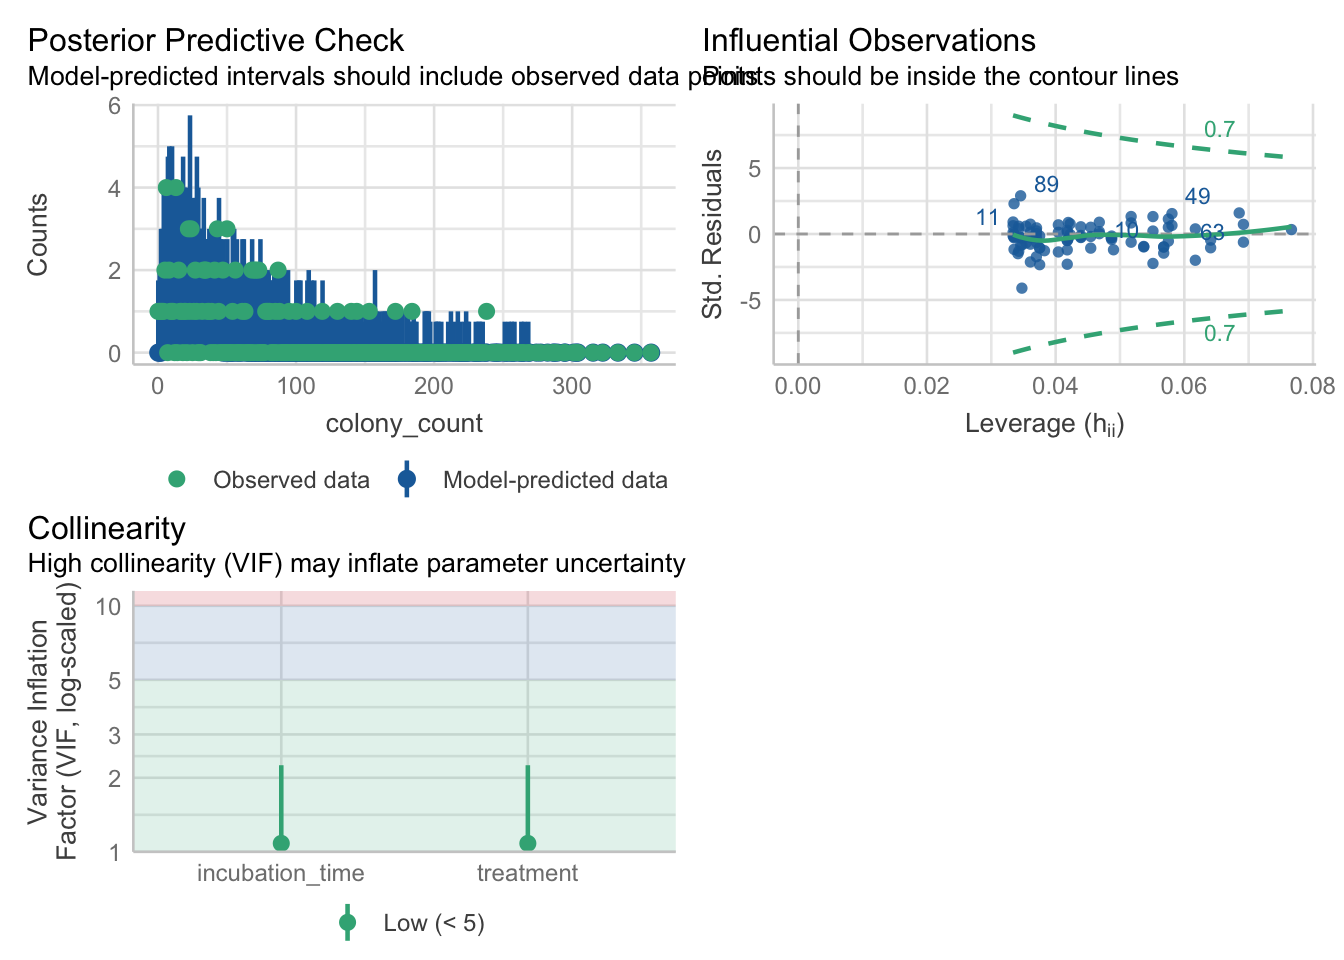 Posterior Predictive Check
Model-predicted intervals should include observed data points
6
4
2
0
Counts
0 100 200 300
colony_count
Observed data Model-predicted data
Influential Observations
Points should be inside the contour lines
5
0
-5
Std. Residuals
0.7
89
49
11
10
63
0.7
0.00 0.02 0.04 0.06 0.08
Leverage (hii)
Collinearity
High collinearity (VIF) may inflate parameter uncertainty
10
5
3
2
1
Variance Inflation
Factor (VIF, log-scaled)
incubation_time treatment
Low (< 5)